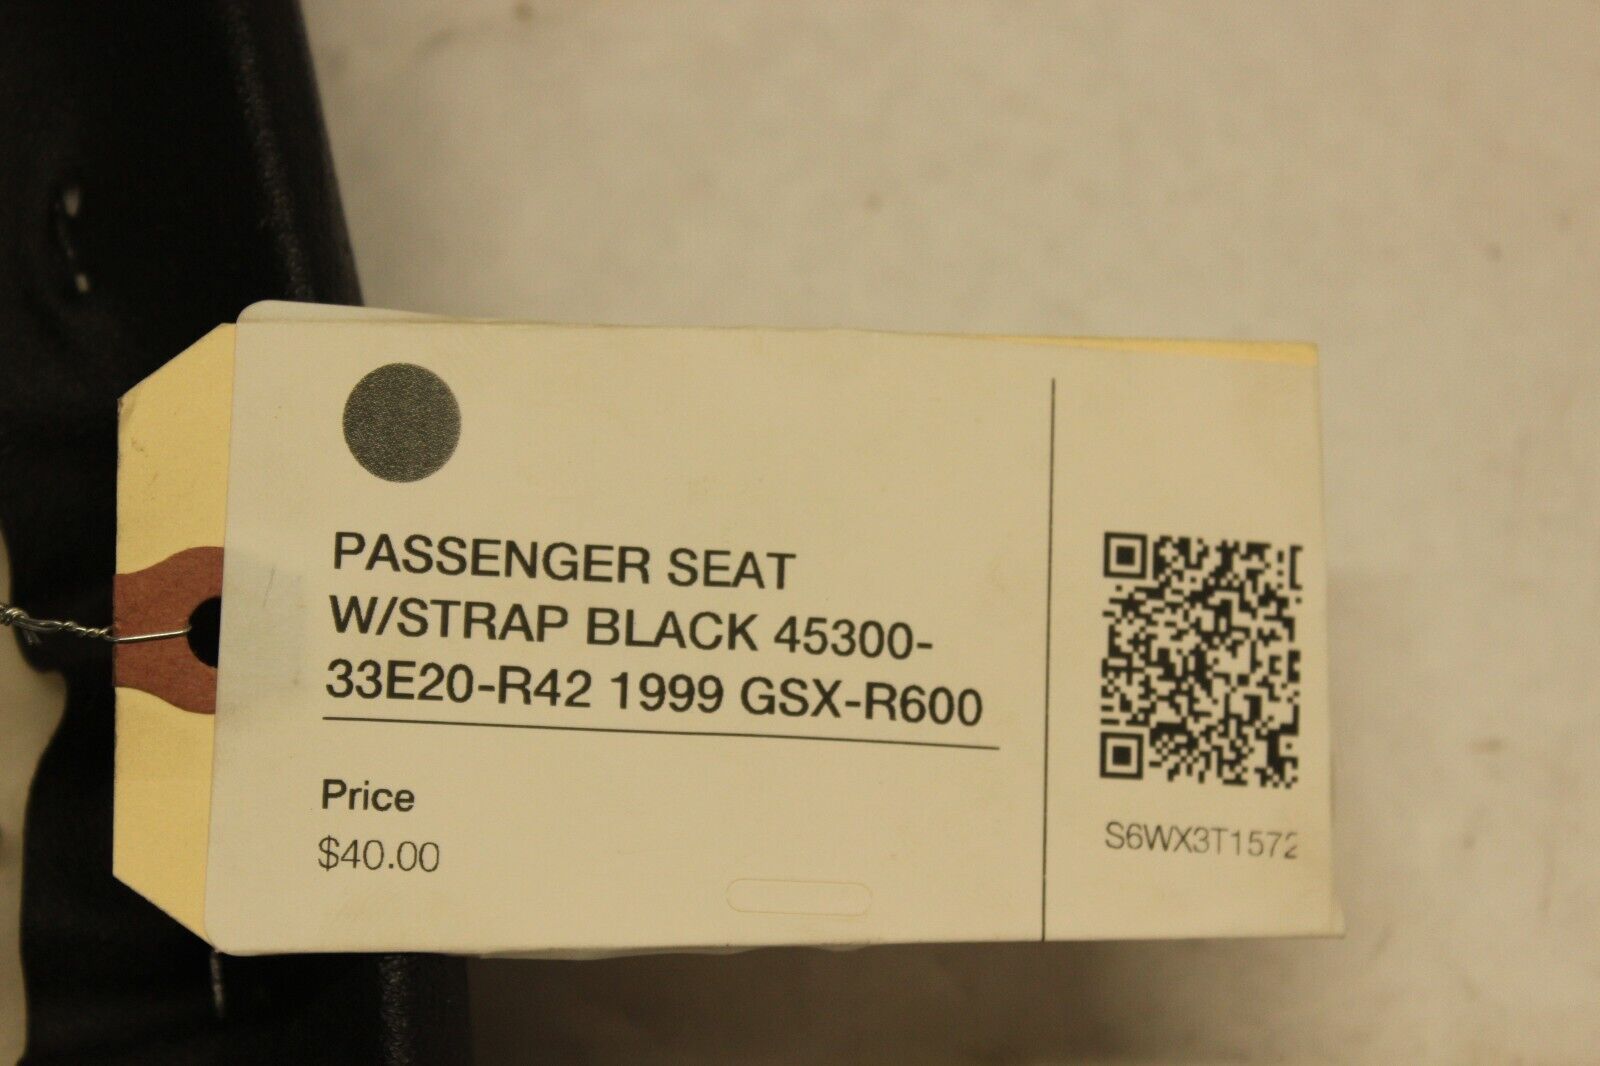 PASSENGER SEAT
W/STRAP BLACK 45300-
33E20-R42 1999 GSX-R600
Price
$40.00
S6WX3T1572